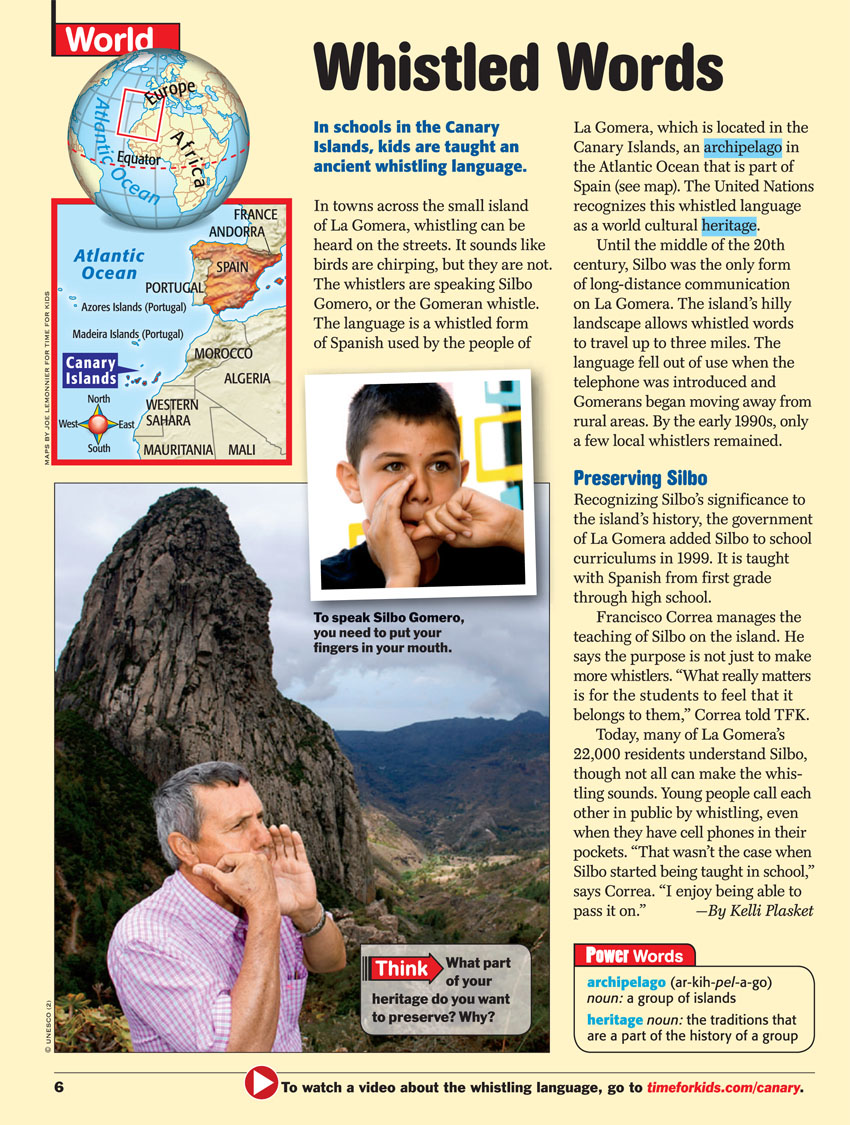 World
Whistled Words
Europe
Atlantic Ocean
Africa
Equator
FRANCE
ANDORRA
SPAIN
Atlantic
Ocean
PORTUGAL
Azores Islands (Portugal)
Madeira Islands (Portugal)
MOROCCO
Canary
Islands
ALGERIA
North
West
East
South
WESTERN
SAHARA
MAURITANIA
MALI
MAPS BY JOE LEMONNIER FOR TIME FOR KIDS
In schools in the Canary
Islands, kids are taught an
ancient whistling language.
In towns across the small island
of La Gomera, whistling can be
heard on the streets. It sounds like
birds are chirping, but they are not.
The whistlers are speaking Silbo
Gomero, or the Gomeran whistle.
The language is a whistled form
of Spanish used by the people of
La Gomera, which is located in the
Canary Islands, an archipelago in
the Atlantic Ocean that is part of
Spain (see map). The United Nations
recognizes this whistled language
as a world cultural heritage.
Until the middle of the 20th
century, Silbo was the only form
of long-distance communication
on La Gomera. The island's hilly
landscape allows whistled words
to travel up to three miles. The
language fell out of use when the
telephone was introduced and
Gomerans began moving away from
rural areas. By the early 1990s, only
a few local whistlers remained.
Preserving Silbo
Recognizing Silbo's significance to
the island's history, the government
of La Gomera added Silbo to school
curriculums in 1999. It is taught
with Spanish from first grade
through high school.
Francisco Correa manages the
teaching of Silbo on the island. He
says the purpose is not just to make
more whistlers. "What really matters
is for the students to feel that it
belongs to them," Correa told TFK.
Today, many of La Gomera's
22,000 residents understand Silbo,
though not all can make the whis-
tling sounds. Young people call each
other in public by whistling, even
when they have cell phones in their
pockets. "That wasn't the case when
Silbo started being taught in school,"
says Correa. "I enjoy being able to
pass it on." —By Kelli Plasket
To speak Silbo Gomero,
you need to put your
fingers in your mouth.
Think What part
of your
heritage do you want
to preserve? Why?
© UNESCO (2)
Power Words
archipelago (ar-kih-pel-a-go)
noun: a group of islands
heritage noun: the traditions that
are a part of the history of a group
6
To watch a video about the whistling language, go to timeforkids.com/canary.